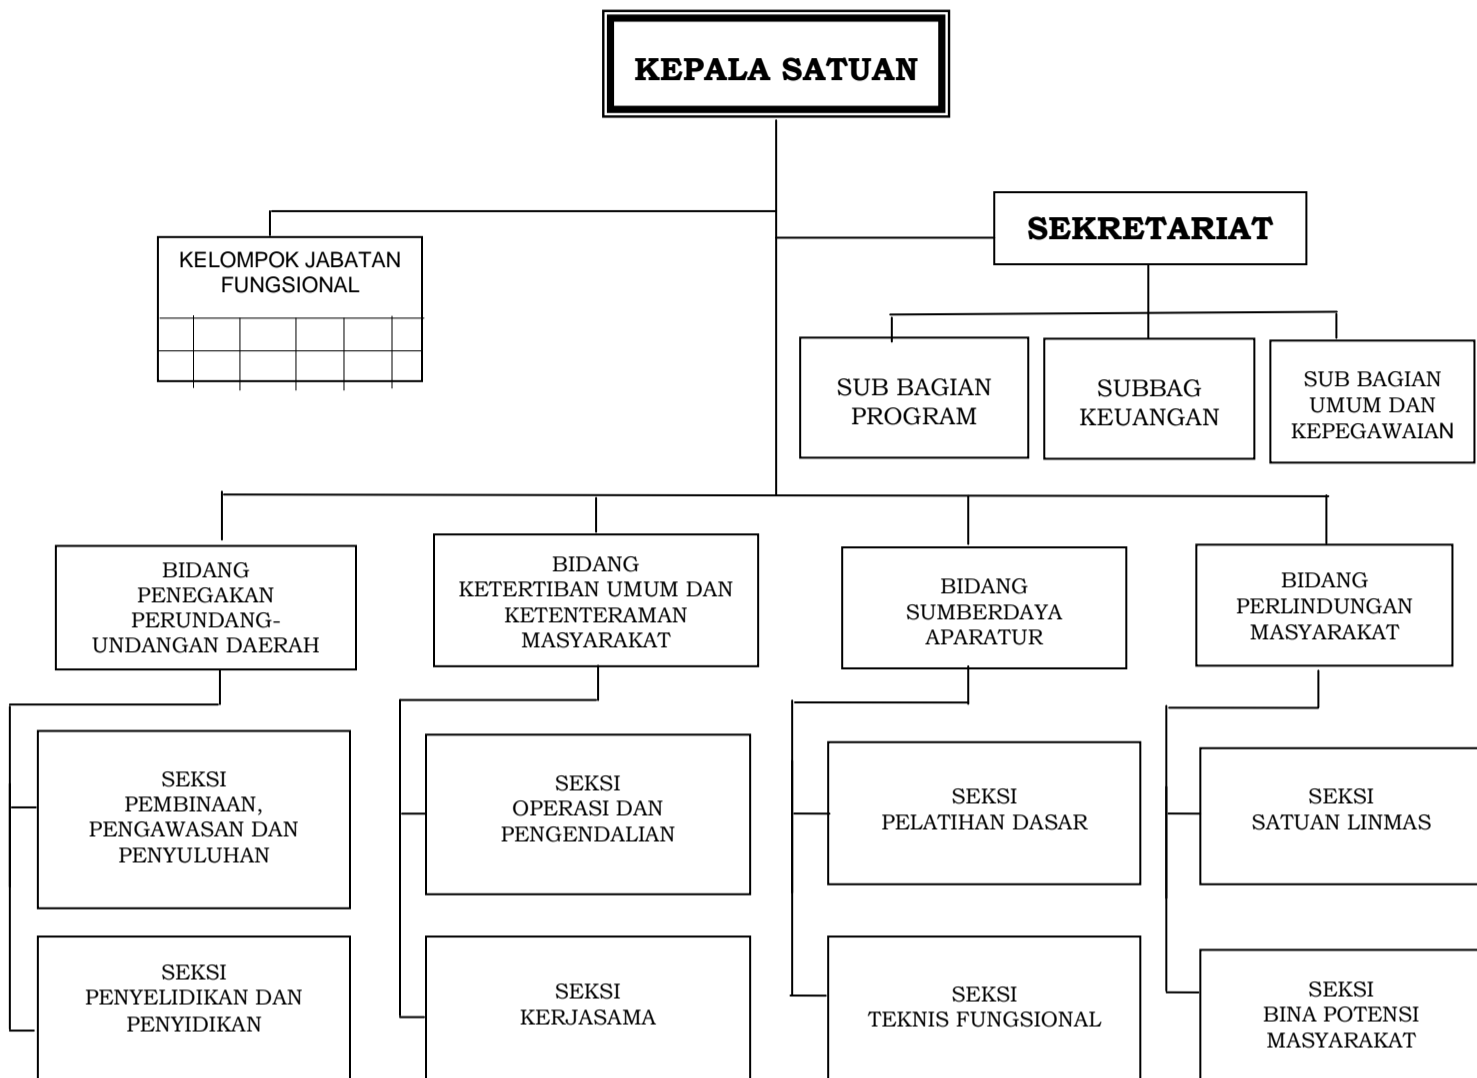 KEPALA SATUAN
SEKRETARIAT
KELOMPOK JABATAN
FUNGSIONAL
SUB BAGIAN
PROGRAM
SUBBAG
KEUANGAN
SUB BAGIAN
UMUM DAN
KEPEGAWAIAN
BIDANG
PENEGAKAN
PERUNDANG-
UNDANGAN DAERAH
BIDANG
KETERTIBAN UMUM DAN
KETENTERAMAN
MASYARAKAT
BIDANG
SUMBERDAYA
APARATUR
BIDANG
PERLINDUNGAN
MASYARAKAT
SEKSI
PEMBINAAN,
PENGAWASAN DAN
PENYULUHAN
SEKSI
OPERASI DAN
PENGENDALIAN
SEKSI
PELATIHAN DASAR
SEKSI
SATUAN LINMAS
SEKSI
PENYELIDIKAN DAN
PENYIDIKAN
SEKSI
KERJASAMA
SEKSI
TEKNIS FUNGSIONAL
SEKSI
BINA POTENSI
MASYARAKAT